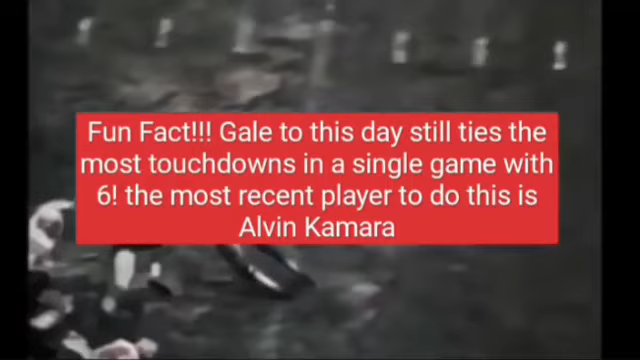 Fun Fact!!! Gale to this day still ties the
most touchdowns in a single game with
6! the most recent player to do this is
Alvin Kamara